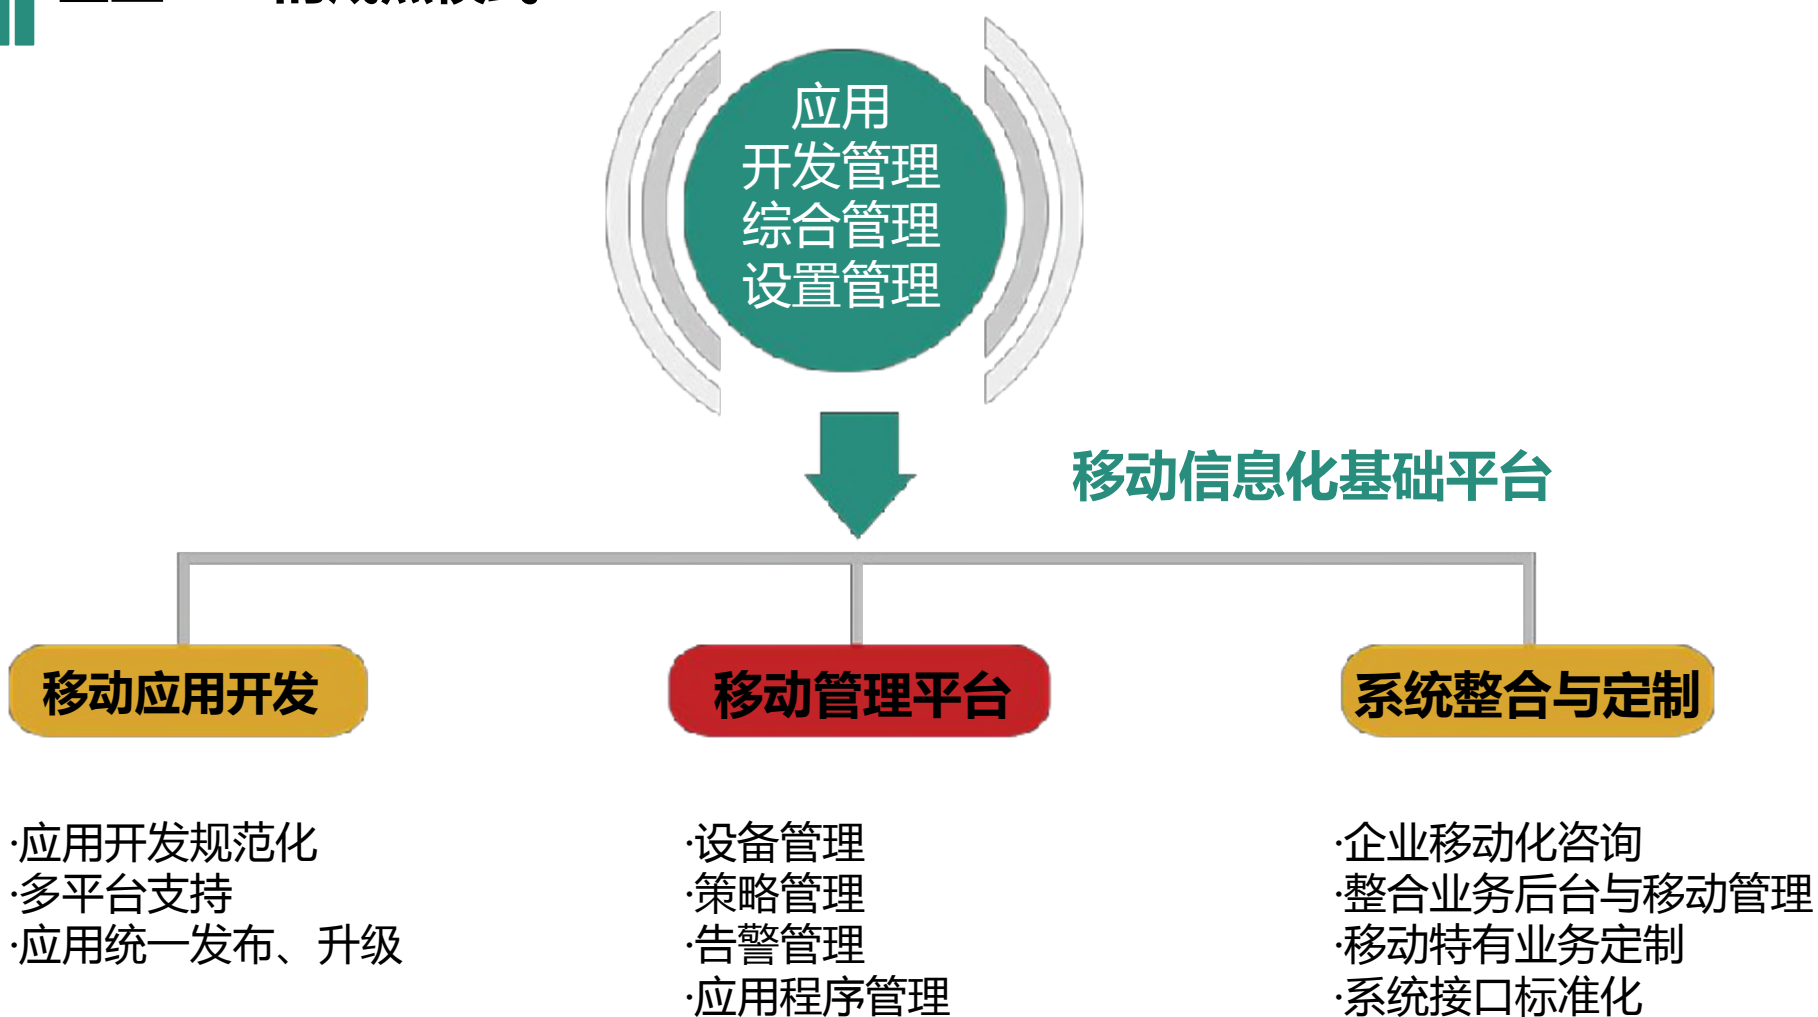 应用
开发管理
综合管理
设置管理
移动信息化基础平台
移动应用开发
移动管理平台
系统整合与定制
·应用开发规范化
·多平台支持
·应用统一发布、升级
·设备管理
·策略管理
·告警管理
·应用程序管理
·企业移动化咨询
·整合业务后台与移动管理
·移动特有业务定制
·系统接口标准化